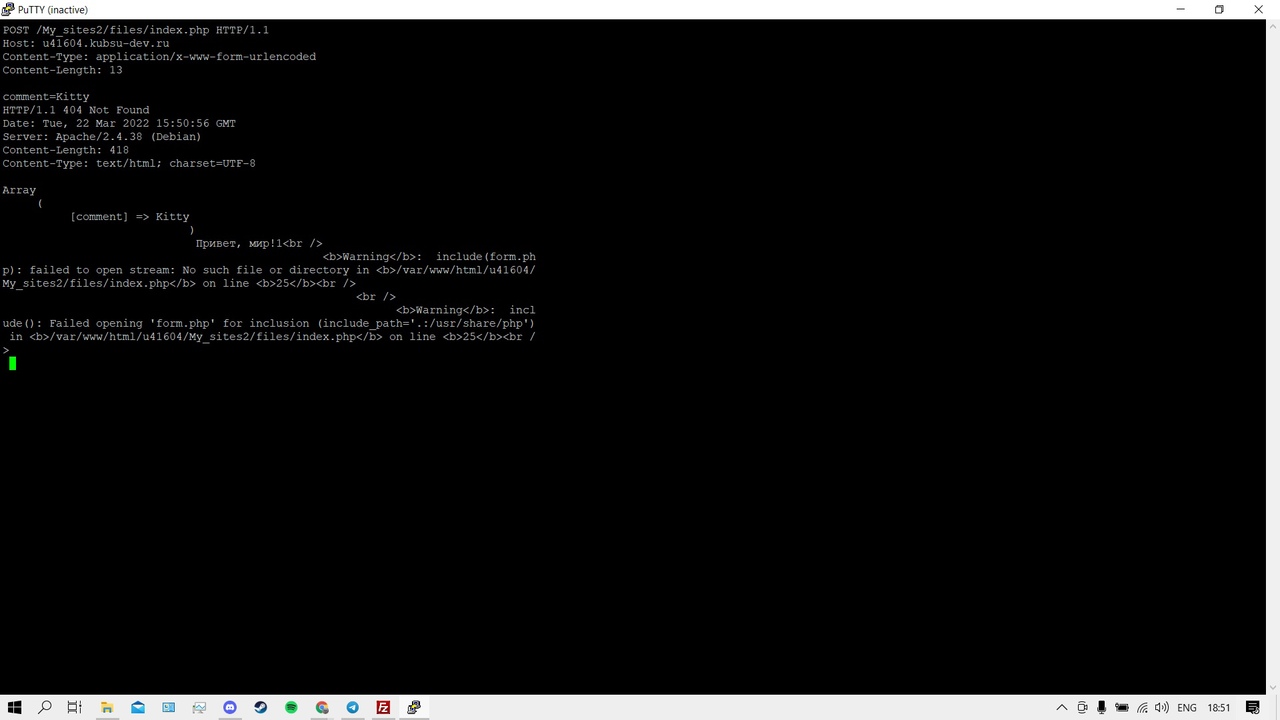 PuTTY (inactive)
POST /My_sites2/files/index.php HTTP/1.1
Host: u41604.kubsu-dev.ru
Content-Type: application/x-www-form-urlencoded
Content-Length: 13
comment=Kitty
HTTP/1.1 404 Not Found
Date: Tue, 22 Mar 2022 15:50:56 GMT
Server: Apache/2.4.38 (Debian)
Content-Length: 418
Content-Type: text/html; charset=UTF-8
Array
(
[comment] => Kitty
)
Привет, мир!1<br />
<b>Warning</b>:  include(form.ph
p): failed to open stream: No such file or directory in <b>/var/www/html/u41604/
My_sites2/files/index.php</b> on line <b>25</b><br />
<br />
<b>Warning</b>:  incl
ude(): Failed opening 'form.php' for inclusion (include_path='.:/usr/share/php')
in <b>/var/www/html/u41604/My_sites2/files/index.php</b> on line <b>25</b><br /
>
ENG
18:51